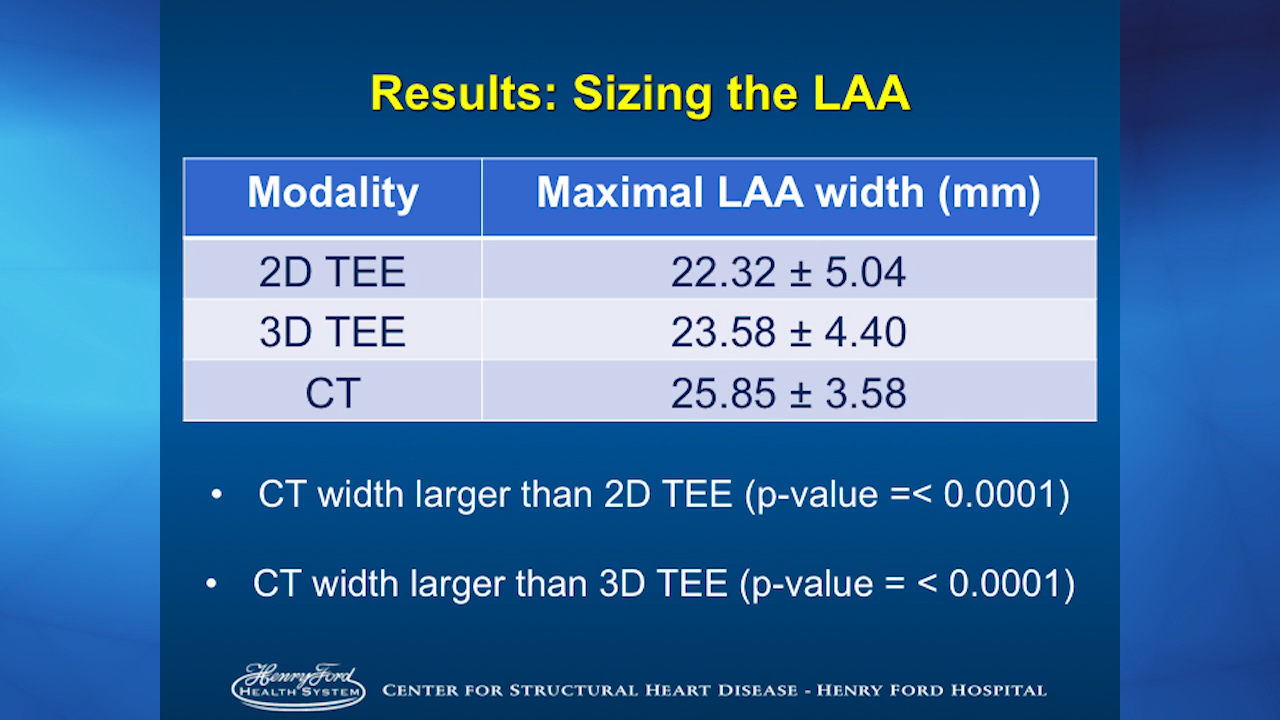 Results: Sizing the LAA
Modality Maximal LAA width (mm)
2D TEE 22.32 ± 5.04
3D TEE 23.58 ± 4.40
CT 25.85 ± 3.58
• CT width larger than 2D TEE (p-value =< 0.0001)
• CT width larger than 3D TEE (p-value = < 0.0001)
Henry Ford
HEALTH SYSTEM
CENTER FOR STRUCTURAL HEART DISEASE - HENRY FORD HOSPITAL